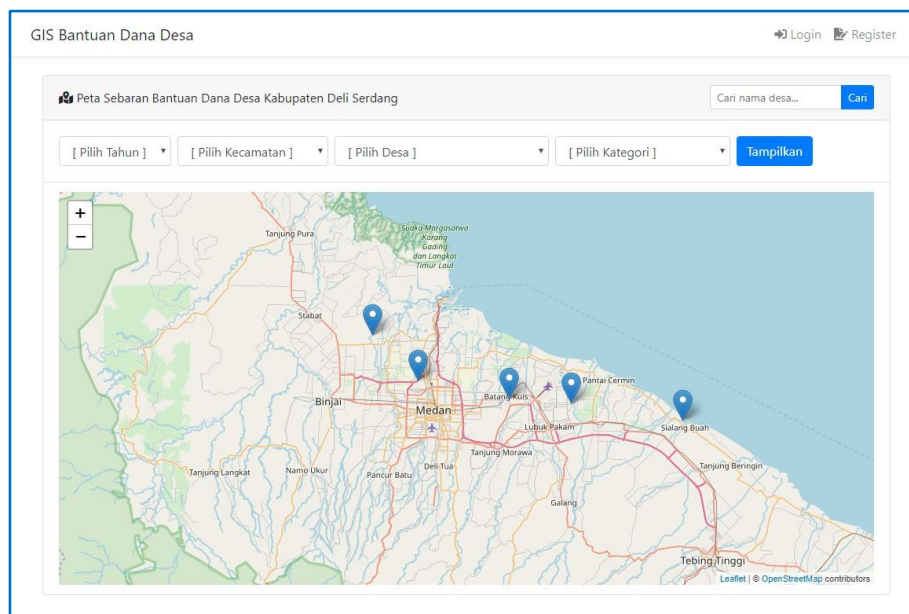 GIS Bantuan Dana Desa
Login
Register
Peta Sebaran Bantuan Dana Desa Kabupaten Deli Serdang
Cari nama desa...
Cari
[ Pilih Tahun ]
[ Pilih Kecamatan ]
[ Pilih Desa ]
[ Pilih Kategori ]
Tampilkan
+
−
Tanjung Pura
Suaka Margasatwa
Karang
Gading
dan Langkat
Timur Laut
Stabat
Binjai
Medan
Batang Kuis
Pantai Cermin
Lubuk Pakam
Sialang Buah
Tanjung Morawa
Tanjung Langkat
Namo Ukur
Pancur Batu
Deli Tua
Tanjung Beringin
Galang
Tebing Tinggi
Leaflet | © OpenStreetMap contributors